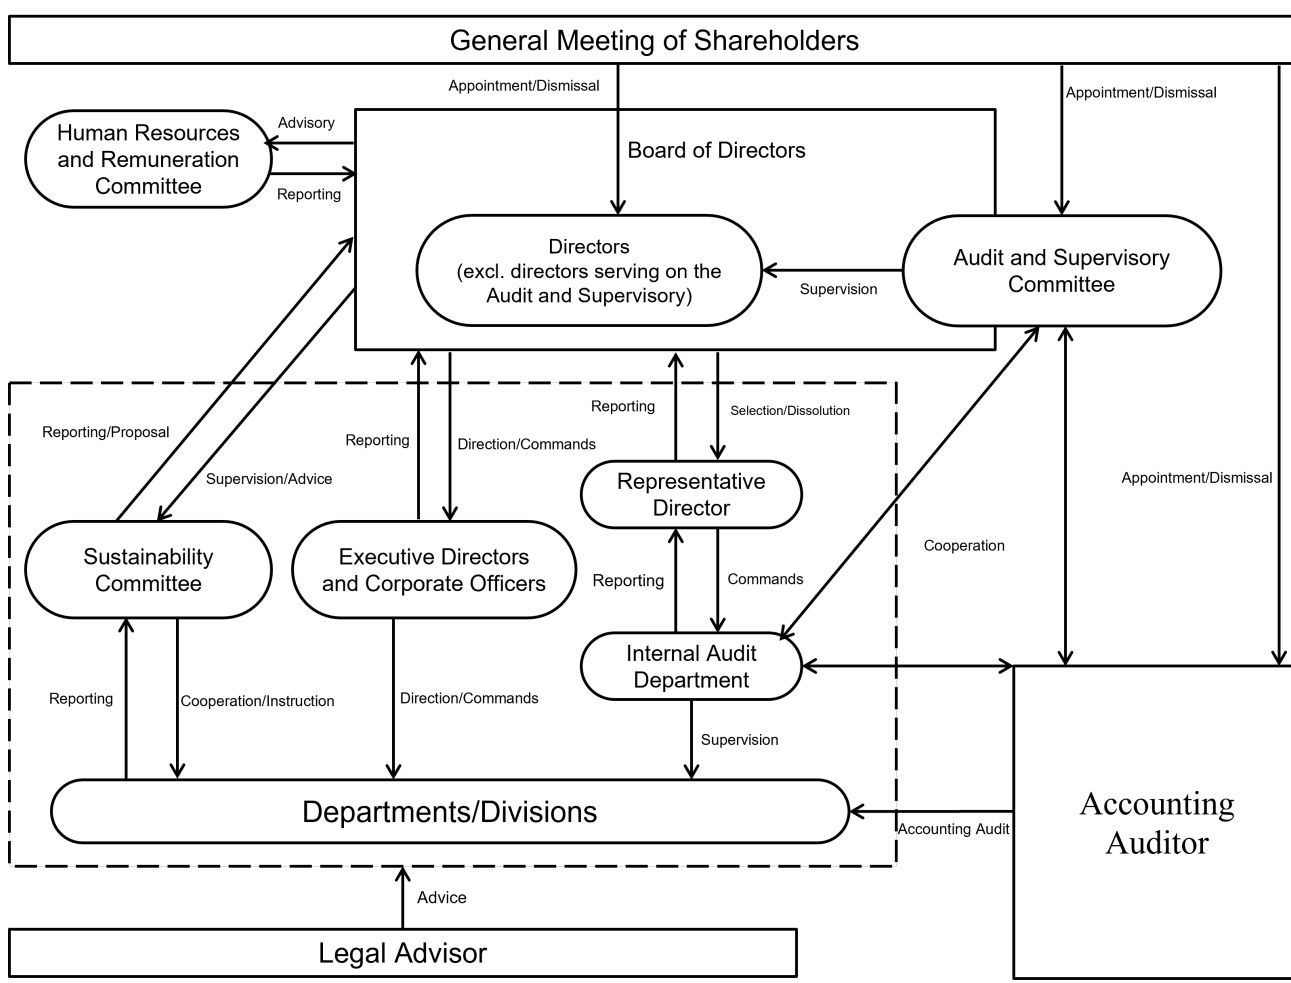 General Meeting of Shareholders
Appointment/Dismissal
Appointment/Dismissal
Human Resources
and Remuneration
Committee
Advisory
Reporting
Board of Directors
Directors
(excl. directors serving on the
Audit and Supervisory)
Supervision
Audit and Supervisory
Committee
Reporting/Proposal
Supervision/Advice
Reporting
Direction/Commands
Reporting
Selection/Dissolution
Appointment/Dismissal
Representative
Director
Sustainability
Committee
Executive Directors
and Corporate Officers
Reporting
Commands
Cooperation
Internal Audit
Department
Reporting
Cooperation/Instruction
Direction/Commands
Supervision
Departments/Divisions
Accounting Audit
Accounting
Auditor
Advice
Legal Advisor